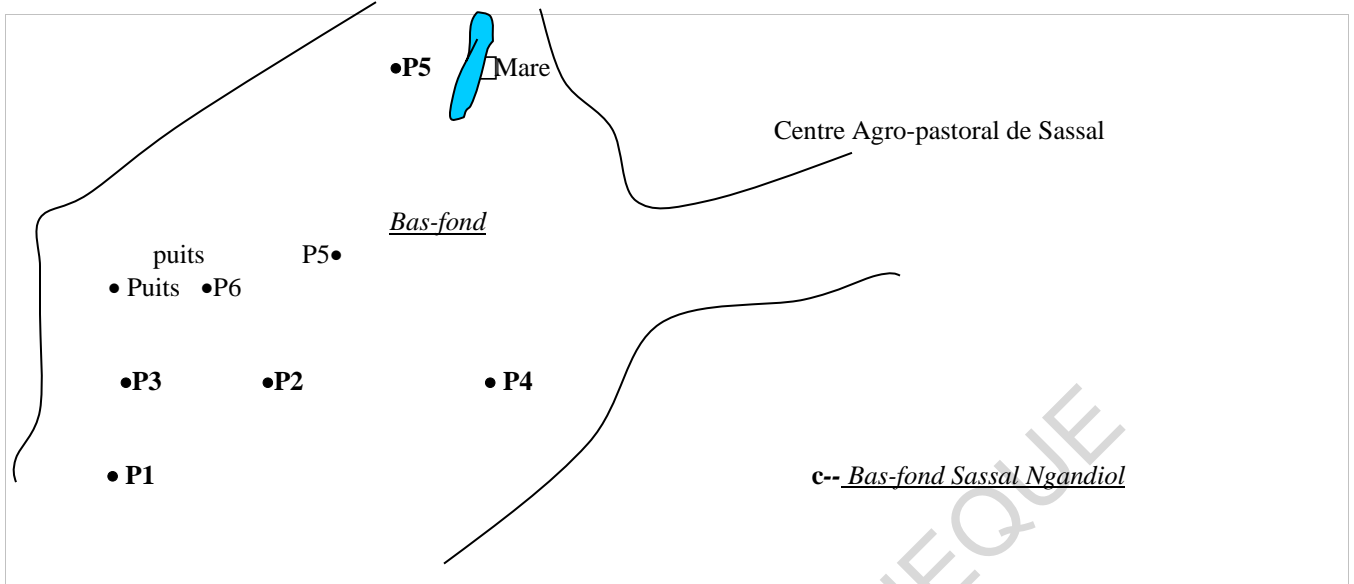 •P5 Mare
Centre Agro-pastoral de Sassal
Bas-fond
puits P5•
• Puits •P6
•P3 •P2 • P4
• P1 c-- Bas-fond Sassal Ngandiol
EQUE